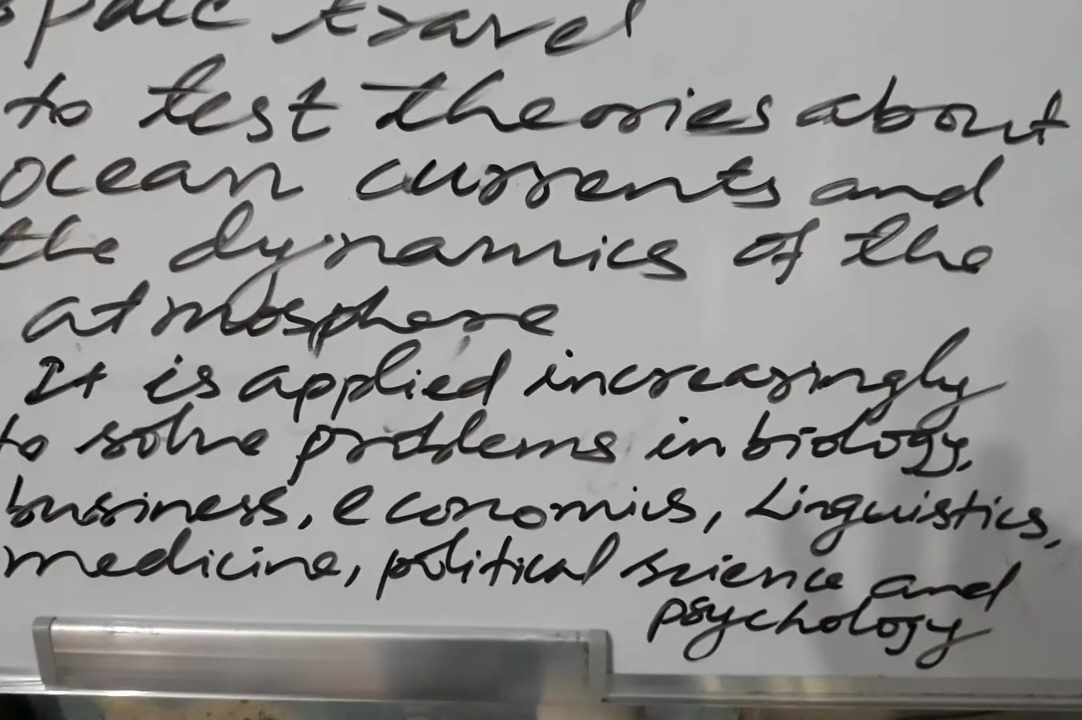 space travel
to test theories about
ocean currents and
the dynamics of the
atmosphere
It is applied increasingly
to solve problems in biology,
business, economics, Linguistics,
medicine, political science and
psychology